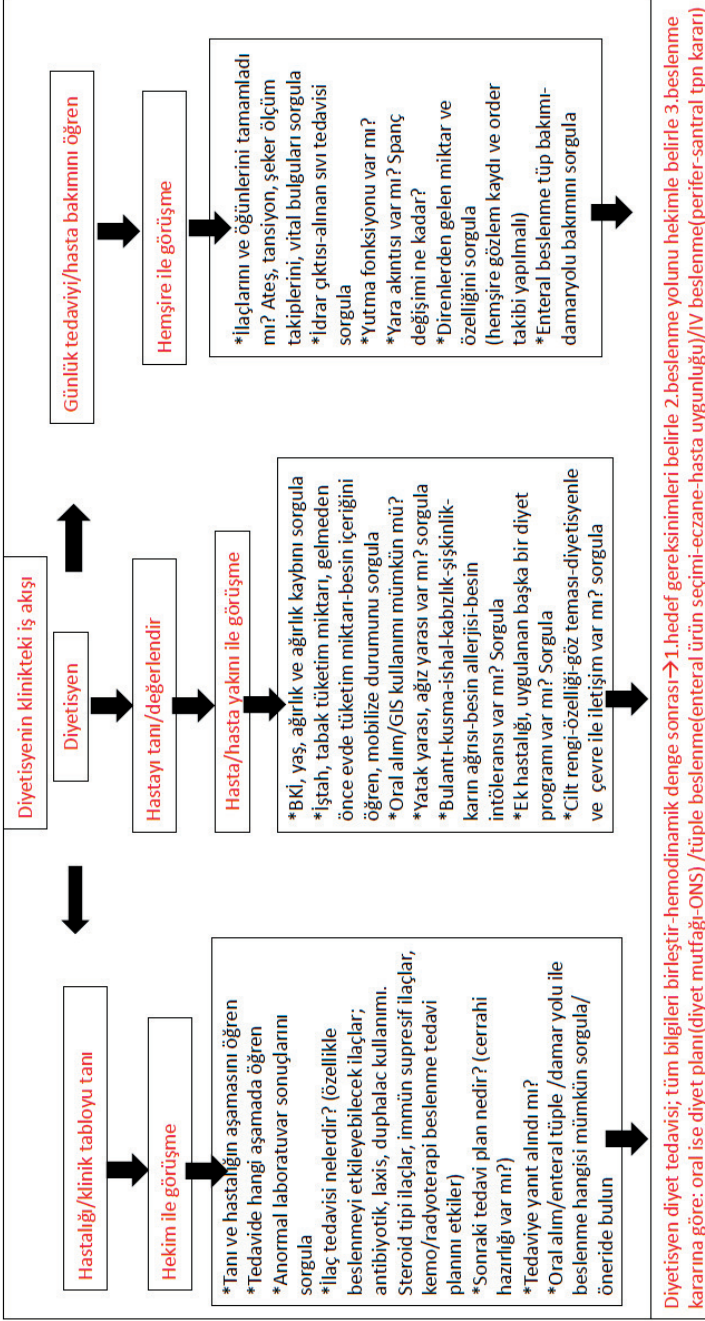 Diyetisyenin klinikteki iş akışı
Diyetisyen
Hastalığı/klinik tabloyu tanı
Hekim ile görüşme
*Tanı ve hastalığın aşamasını öğren
*Tedavide hangi aşamada öğren
*Anormal laboratuvar sonuçlarını
sorgula
*İlaç tedavisi nelerdir? (özellikle
beslenmeyi etkileyebilecek ilaçlar;
antibiyotik, laxis, duphalac kullanımı.
Steroid tipi ilaçlar, immün supresif ilaçlar,
kemo/radyoterapi beslenme tedavi
planını etkiler)
*Sonraki tedavi plan nedir? (cerrahi
hazırlığı var mı?)
*Tedaviye yanıt alındı mı?
*Oral alım/enteral tüple /damar yolu ile
beslenme hangisi mümkün sorgula/
öneride bulun
Hastayı tanı/değerlendir
Hasta/hasta yakını ile görüşme
*BKİ, yaş, ağırlık ve ağırlık kaybını sorgula
*İştah, tabak tüketim miktarı, gelmeden
önce evde tüketim miktarı-besin içeriğini
öğren, mobilize durumunu sorgula
*Oral alım/GIS kullanımı mümkün mü?
*Yatak yarası, ağız yarası var mı? sorgula
*Bulantı-kusma-ishal-kabızlık-şişkinlik-
karın ağrısı-besin allerjisi-besin
intöleransı var mı? Sorgula
*Ek hastalığı, uygulanan başka bir diyet
programı var mı? Sorgula
*Cilt rengi-özelliği-göz teması-diyetisyenle
ve çevre ile iletişim var mı? sorgula
Günlük tedaviyi/hasta bakımını öğren
Hemşire ile görüşme
*İlaçlarını ve öğünlerini tamamladı
mı? Ateş, tansiyon, şeker ölçüm
takiplerini, vital bulguları sorgula
*İdrar çıktısı-alınan sıvı tedavisi
sorgula
*Yutma fonksiyonu var mı?
*Yara akıntısı var mı? Spanç
değişimi ne kadar?
*Direnlerden gelen miktar ve
özelliğini sorgula
(hemşire gözlem kaydı ve order
takibi yapılmalı)
*Enteral beslenme tüp bakımı-
damaryolu bakımını sorgula
Diyetisyen diyet tedavisi; tüm bilgileri birleştir-hemodinamik denge sonrası→1.hedef gereksinimleri belirle 2.beslenme yolunu hekimle belirle 3.beslenme
kararına göre: oral ise diyet planı(diyet mutfağı-ONS) /tüple beslenme(enteral ürün seçimi-eczane-hasta uygunluğu)/IV beslenme(perifer-santral tpn kararı)